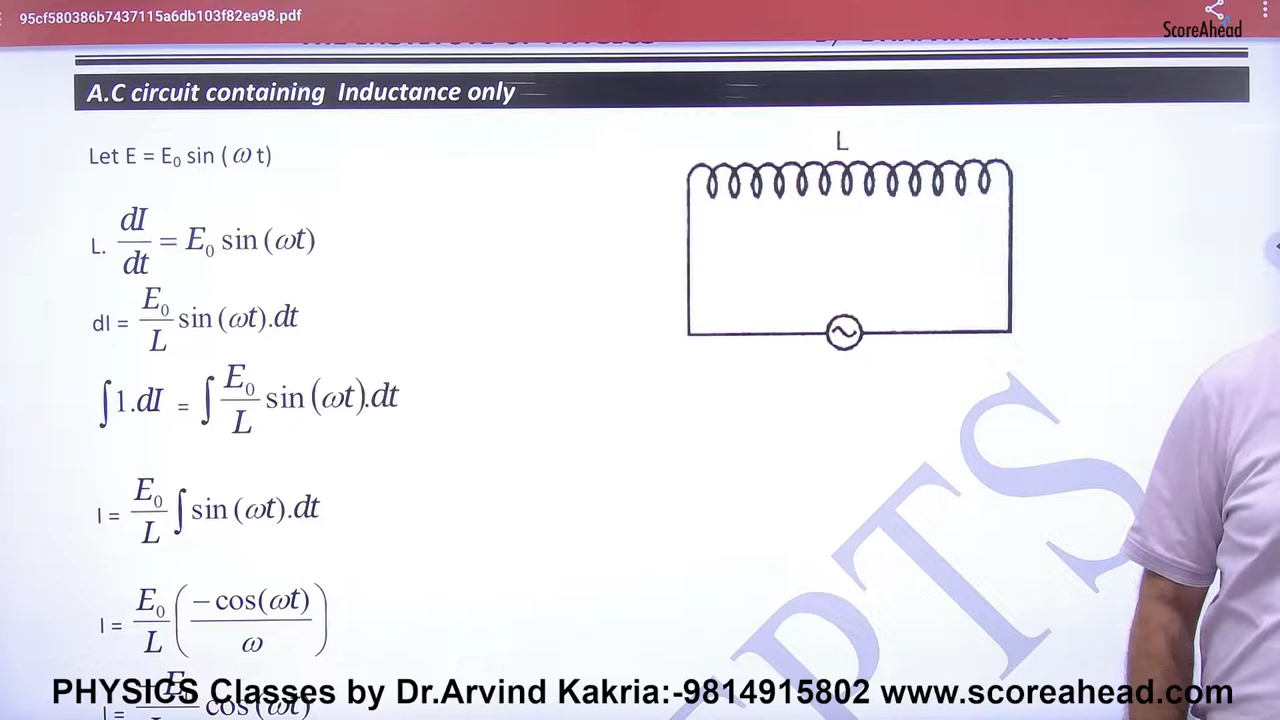 95cf580386b7437115a6db103f82ea98.pdf
ScoreAhead
A.C circuit containing Inductance only
Let E = E₀ sin ( ω t)
L
L. dI/dt = E₀ sin (ωt)
dI = E₀/L sin (ωt).dt
∫1.dI = ∫ E₀/L sin (ωt).dt
I = E₀/L ∫ sin (ωt).dt
I = E₀/L (−cos(ωt)/ω)
cos (ωt)
PTS
PHYSICS Classes by Dr.Arvind Kakria:-9814915802 www.scoreahead.com